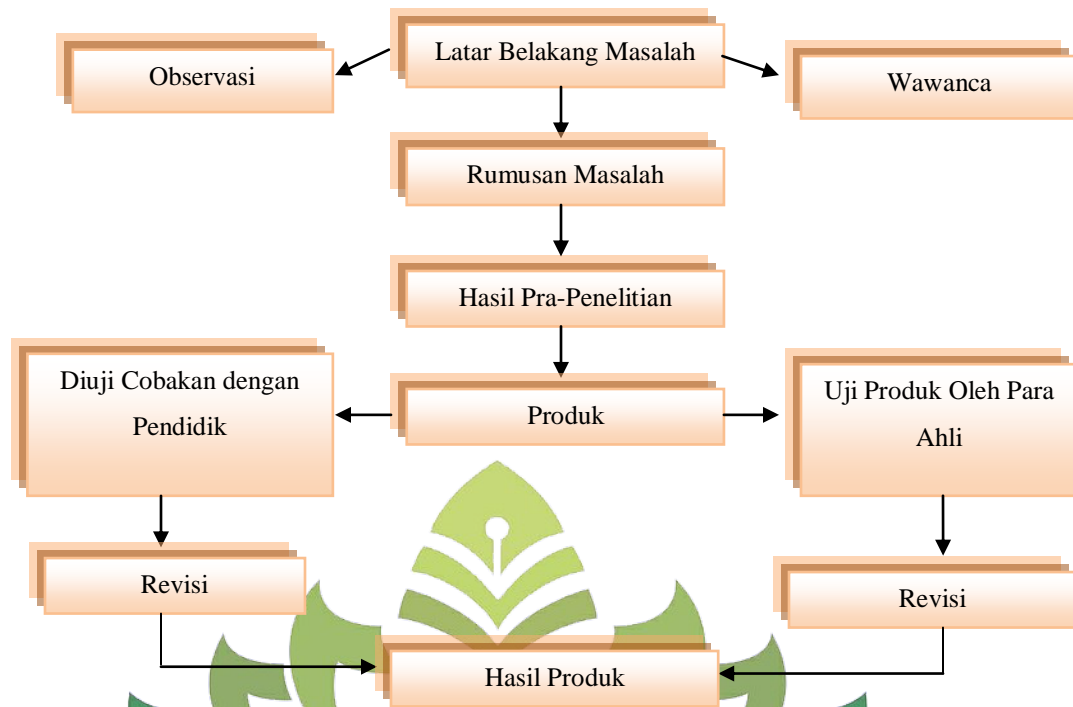 Latar Belakang Masalah
Observasi
Wawanca
Rumusan Masalah
Hasil Pra-Penelitian
Diuji Cobakan dengan
Pendidik
Produk
Uji Produk Oleh Para
Ahli
Revisi
Revisi
Hasil Produk